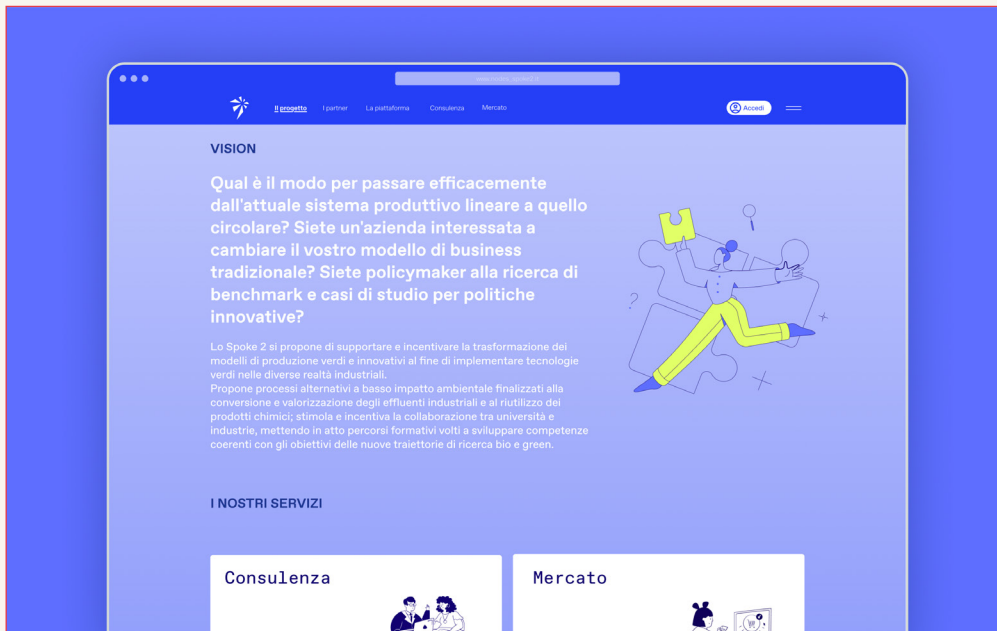 www.nodes.spoke2.it
Il progetto
I partner
La piattaforma
Consulenza
Mercato
Accedi
VISION
Qual è il modo per passare efficacemente
dall'attuale sistema produttivo lineare a quello
circolare? Siete un'azienda interessata a
cambiare il vostro modello di business
tradizionale? Siete policymaker alla ricerca di
benchmark e casi di studio per politiche
innovative?
Lo Spoke 2 si propone di supportare e incentivare la trasformazione dei
modelli di produzione verdi e innovativi al fine di implementare tecnologie
verdi nelle diverse realtà industriali.
Propone processi alternativi a basso impatto ambientale finalizzati alla
conversione e valorizzazione degli effluenti industriali e al riutilizzo dei
prodotti chimici; stimola e incentiva la collaborazione tra università e
industrie, mettendo in atto percorsi formativi volti a sviluppare competenze
coerenti con gli obiettivi delle nuove traiettorie di ricerca bio e green.
?
I NOSTRI SERVIZI
Consulenza
Mercato